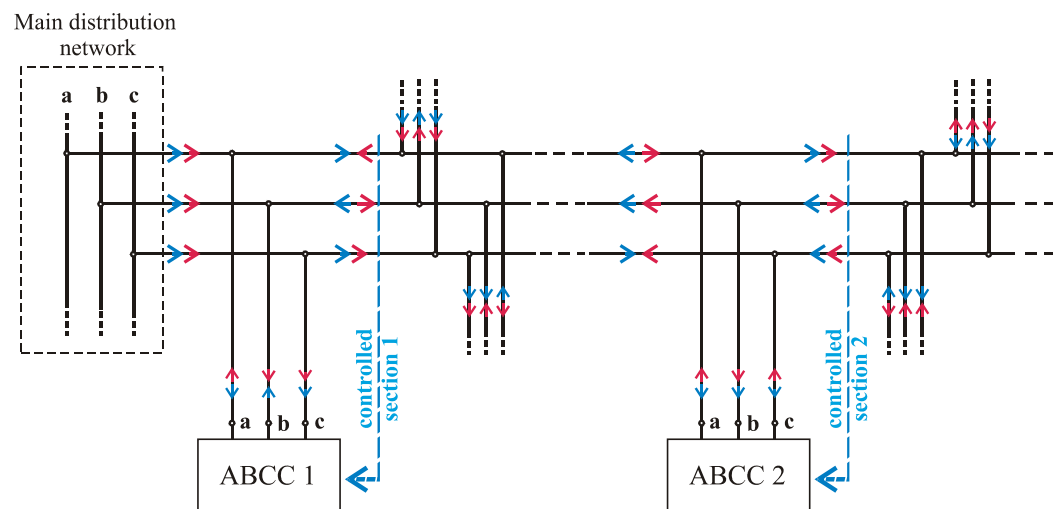 Main distribution
network
a
b
c
controlled
section 1
controlled
section 2
a
b
c
a
b
c
ABCC 1
ABCC 2